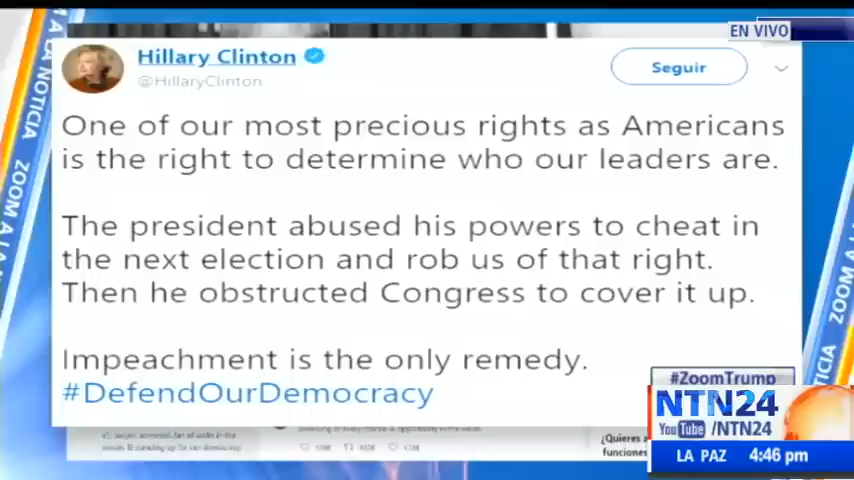 EN VIVO
Hillary Clinton
@HillaryClinton
Seguir
One of our most precious rights as Americans
is the right to determine who our leaders are.
The president abused his powers to cheat in
the next election and rob us of that right.
Then he obstructed Congress to cover it up.
Impeachment is the only remedy.
#DefendOurDemocracy
#ZoomTrump
NTN24
YouTube /NTN24
LA PAZ 4:46 pm
¿Quieres a
funciones
A LA NOTICIA
ZOOM A LA N
ZOOM A
TICIA